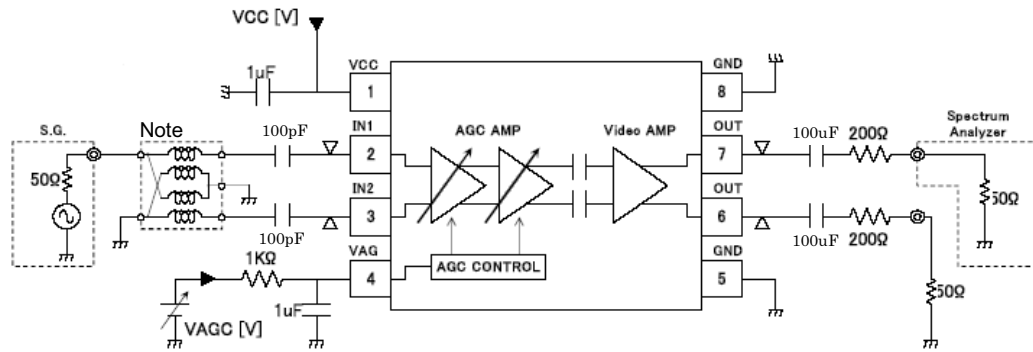 VCC [V]
1uF
VCC
1
GND
8
S.G.
50Ω
Note
100pF
IN1
2
AGC AMP
Video AMP
OUT
7
100uF
200Ω
Spectrum
Analyzer
50Ω
100pF
IN2
3
OUT
6
100uF
200Ω
50Ω
1KΩ
VAG
4
AGC CONTROL
GND
5
1uF
VAGC [V]